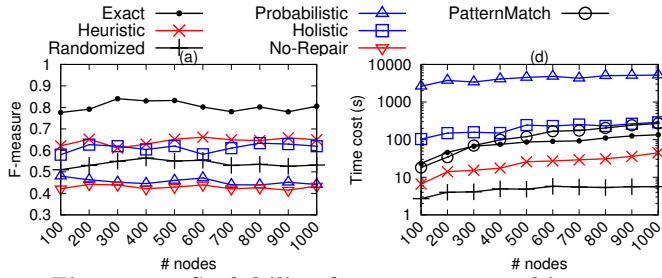 Exact
Heuristic
Randomized
Probabilistic
Holistic
No-Repair
PatternMatch
(a)
F-measure
1
0.9
0.8
0.7
0.6
0.5
0.4
0.3
100
200
300
400
500
600
700
800
900
1000
# nodes
(d)
Time cost (s)
10000
1000
100
10
1
100
200
300
400
500
600
700
800
900
1000
# nodes